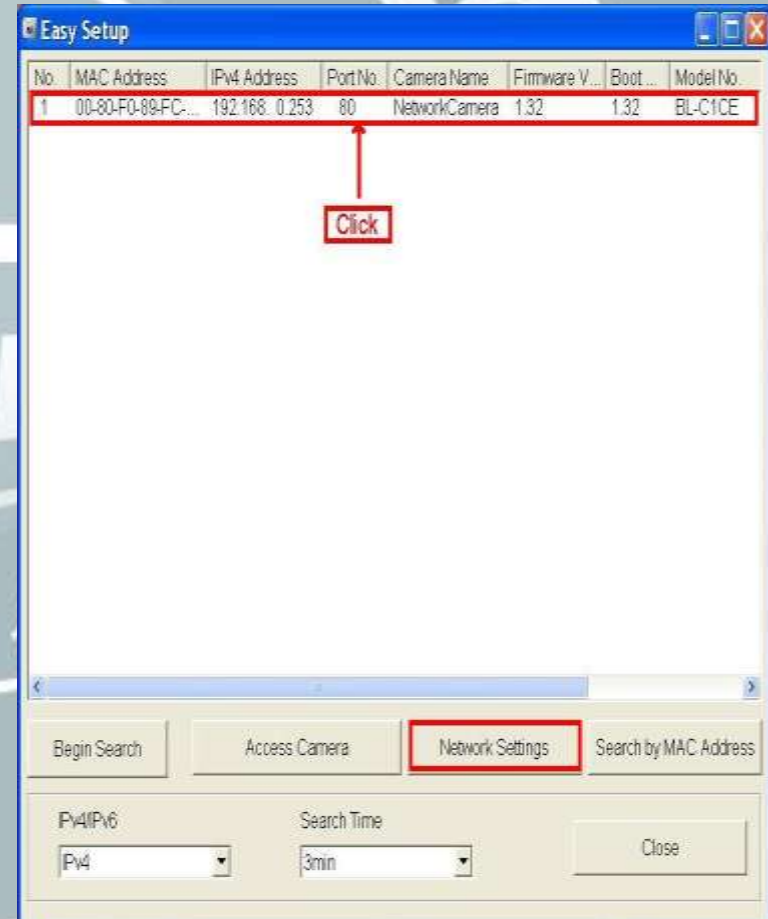 Easy Setup
No. MAC Address IPv4 Address Port No. Camera Name Firmware V... Boot ... Model No.
1 00-80-F0-89-FC-... 192.168. 0.253 80 NetworkCamera 1.32 1.32 BL-C1CE
Click
Begin Search Access Camera Network Settings Search by MAC Address
IPv4/IPv6 Search Time
IPv4 3min Close